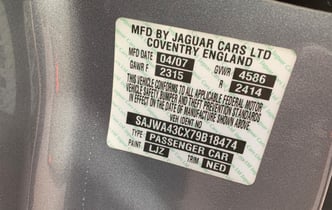 MFD BY JAGUAR CARS LTD
COVENTRY ENGLAND
MFD DATE 04/07 GVWR 4586
GAWR F 2315 R 2414
THIS VEHICLE CONFORMS TO ALL APPLICABLE FEDERAL MOTOR
VEHICLE SAFETY BUMPER AND THEFT PREVENTION STANDARDS
IN EFFECT ON THE DATE OF MANUFACTURE
SHOWN ABOVE
VEH. ID SAJWA43CX79B18474
TYPE: PASSENGER CAR
PAINT: LJZ TRIM NED